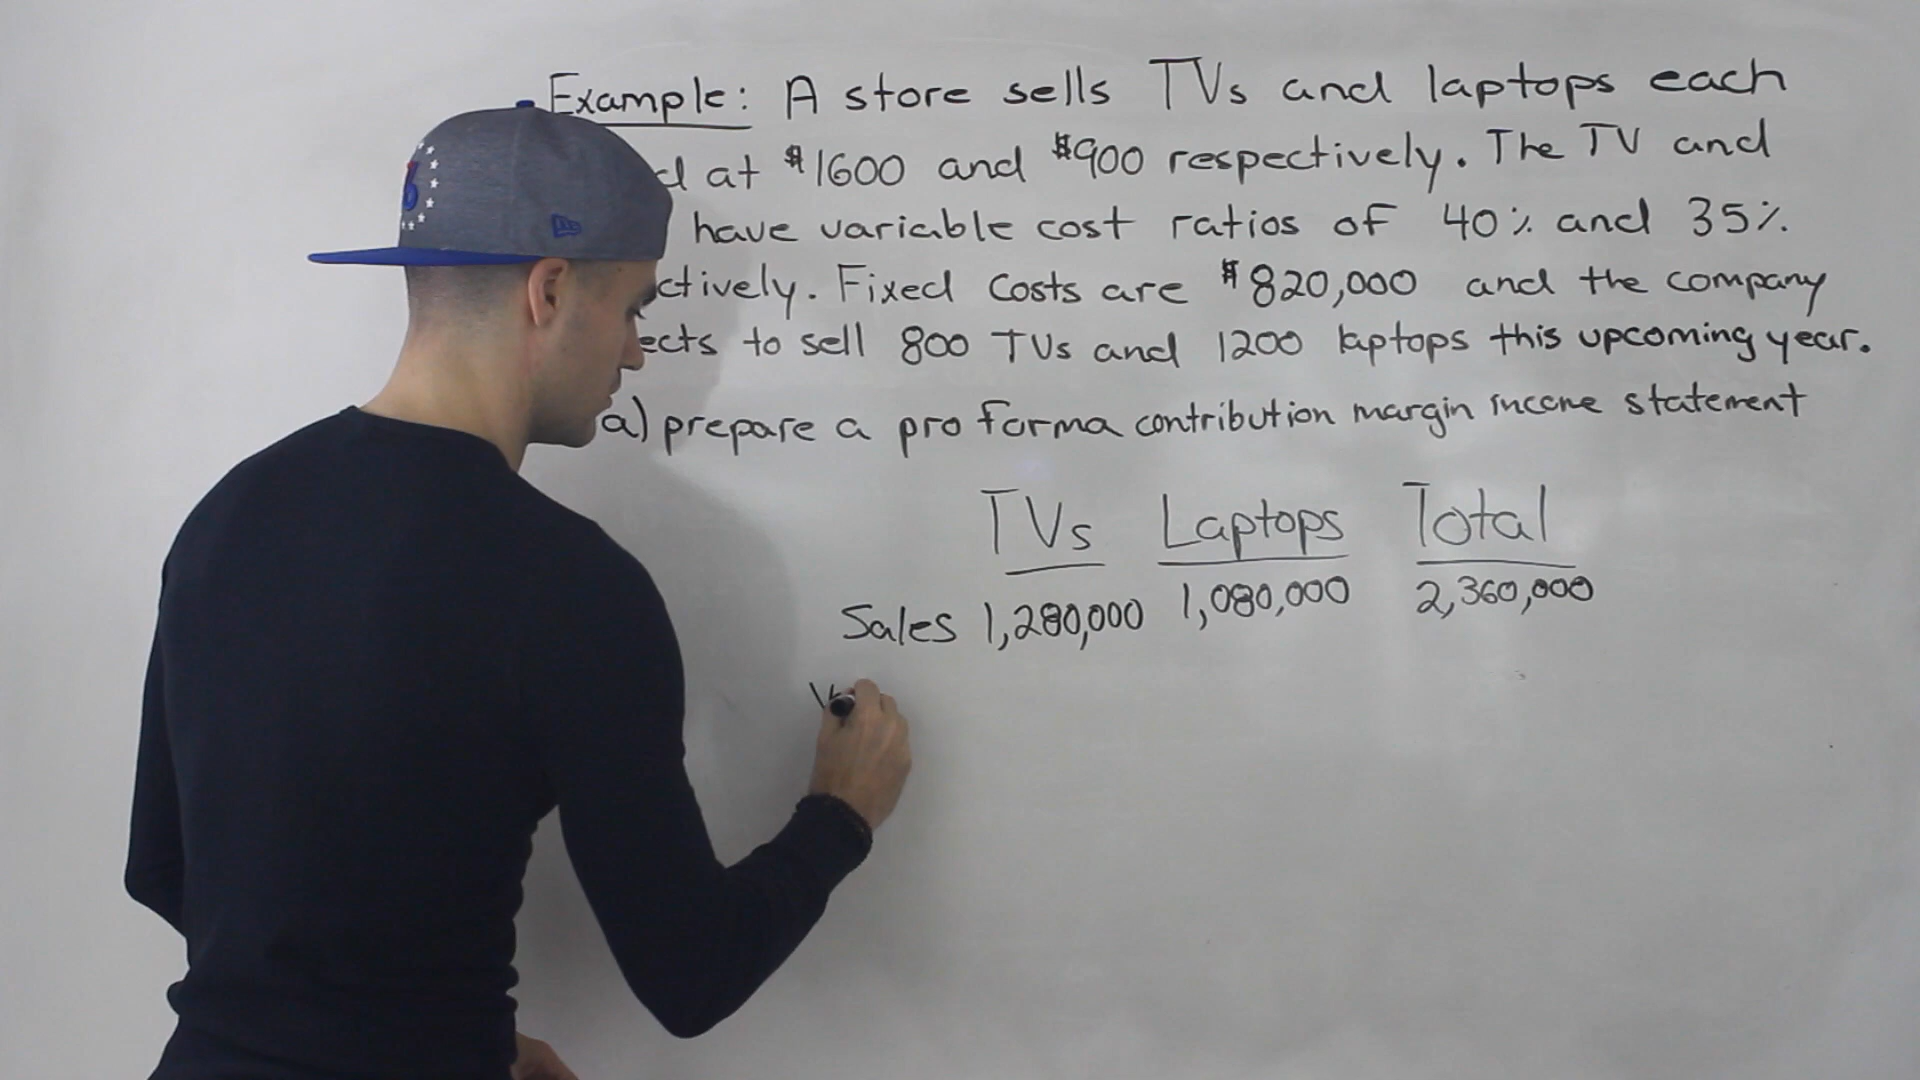 Example: A store sells TVs and laptops each
at $1600 and $900 respectively. The TV and
have variable cost ratios of 40% and 35%
ctively. Fixed Costs are $820,000 and the company
ects to sell 800 TVs and 1200 laptops this upcoming year.
a) prepare a pro forma contribution margin income statement
TVs Laptops Total
Sales 1,280,000 1,080,000 2,360,000